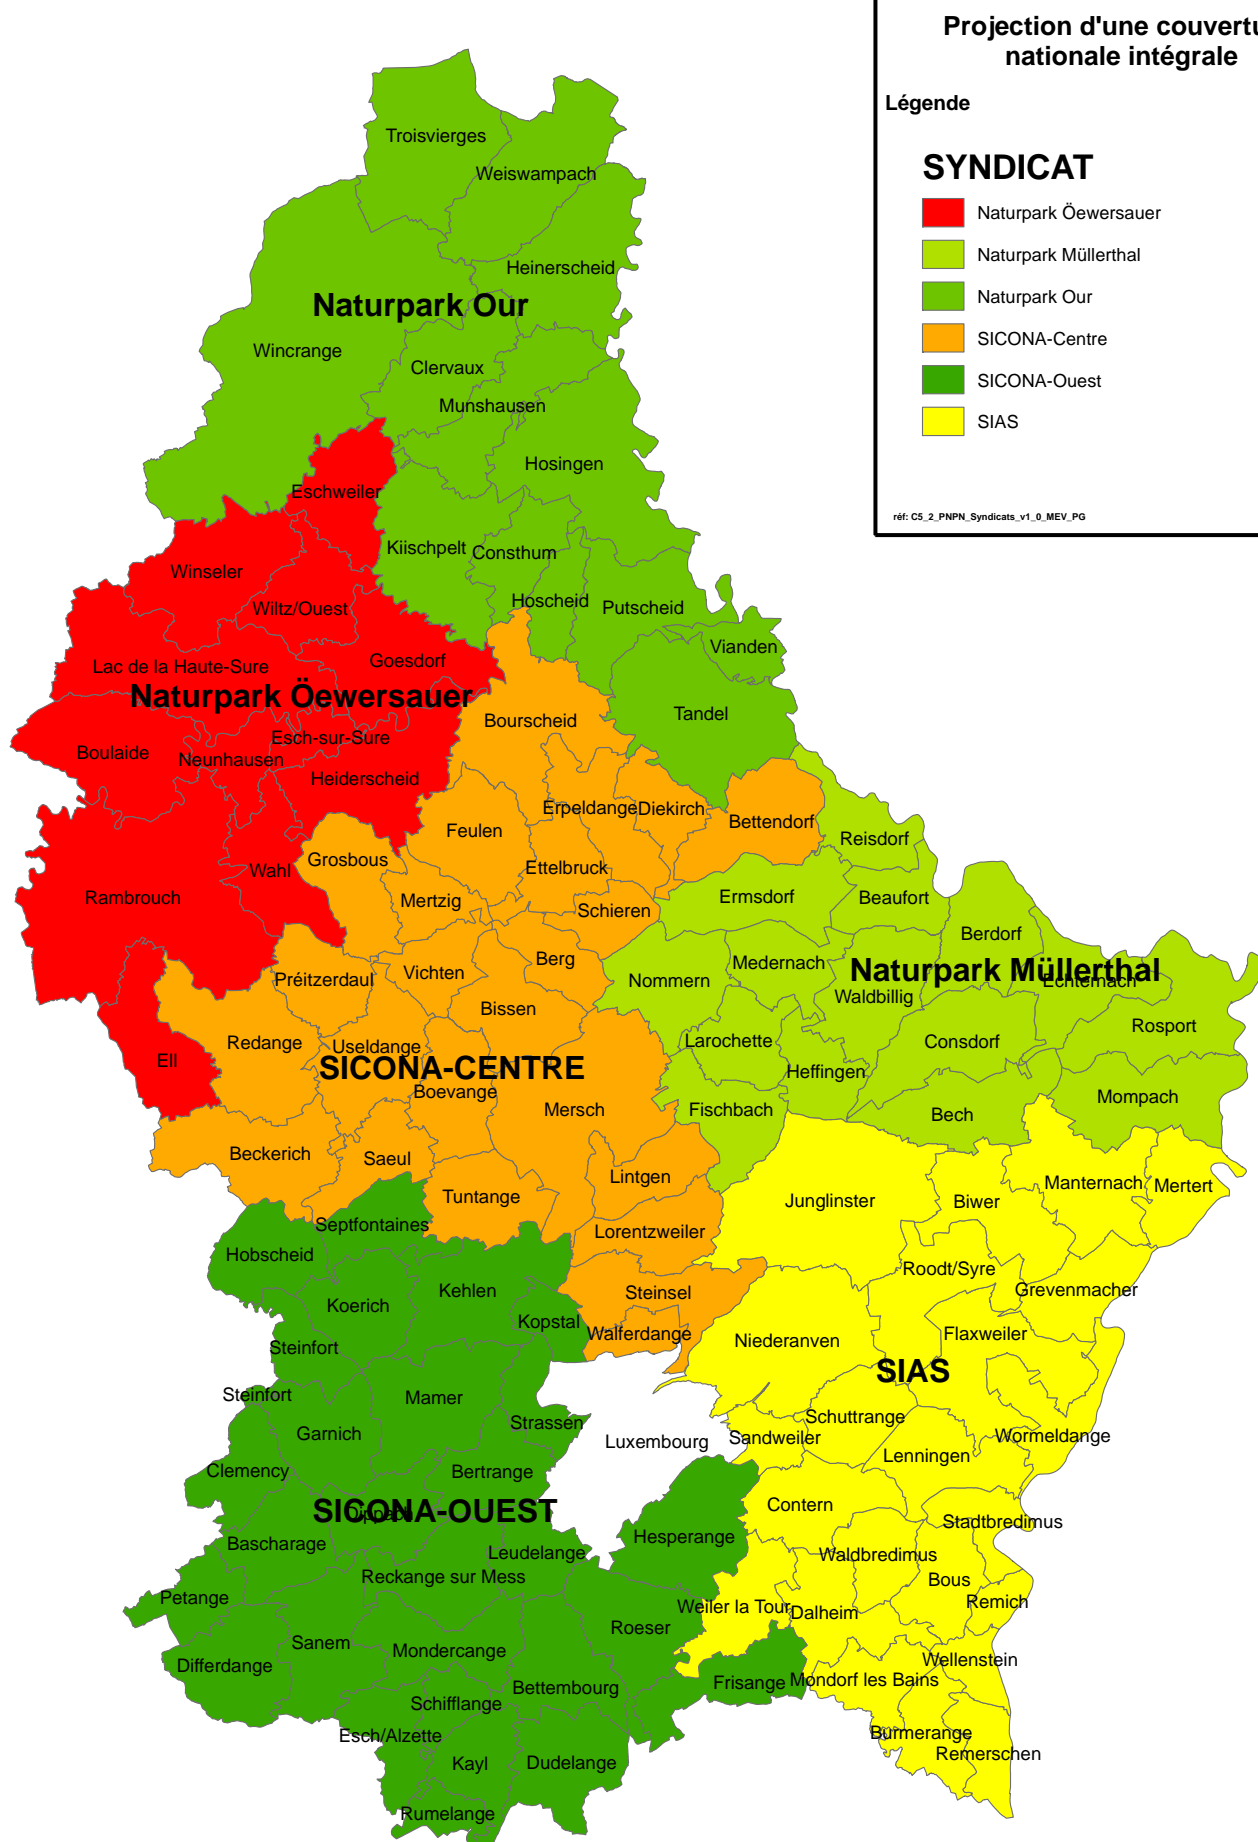 Projection d'une couvertu
nationale intégrale
Légende
SYNDICAT
Naturpark Öewersauer
Naturpark Müllerthal
Naturpark Our
SICONA-Centre
SICONA-Ouest
SIAS
réf: C5_2_PNPN_Syndicats_v1_0_MEV_PG
Troisvierges
Weiswampach
Heinerscheid
Naturpark Our
Wincrange
Clervaux
Munshausen
Hosingen
Eschweiler
Kiischpelt
Consthum
Winseler
Wiltz/Ouest
Hoscheid
Putscheid
Vianden
Lac de la Haute-Sure
Goesdorf
Naturpark Öewersauer
Tandel
Bourscheid
Esch-sur-Sure
Boulaide
Neunhausen
Heiderscheid
Erpeldange
Diekirch
Bettendorf
Feulen
Reisdorf
Grosbous
Ettelbruck
Wahl
Rambrouch
Mertzig
Schieren
Ermsdorf
Beaufort
Berdorf
Préitzerdaul
Vichten
Berg
Medernach
Naturpark Müllerthal
Nommern
Echternach
Waldbillig
Bissen
Rosport
Redange
Useldange
Larochette
Consdorf
Ell
SICONA-CENTRE
Heffingen
Boevange
Mersch
Fischbach
Bech
Mompach
Beckerich
Saeul
Lintgen
Tuntange
Junglinster
Biwer
Manternach
Mertert
Septfontaines
Lorentzweiler
Hobscheid
Roodt/Syre
Kehlen
Steinsel
Grevenmacher
Koerich
Kopstal
Walferdange
Niederanven
Flaxweiler
Steinfort
SIAS
Steinfort
Mamer
Strassen
Schuttrange
Garnich
Luxembourg
Sandweiler
Wormeldange
Lenningen
Clemency
Bertrange
Contern
SICONA-OUEST
Dippach
Stadtbredimus
Hesperange
Bascharage
Leudelange
Waldbredimus
Reckange sur Mess
Bous
Petange
Remich
Weiler la Tour
Dalheim
Roeser
Sanem
Mondercange
Wellenstein
Differdange
Frisange
Mondorf les Bains
Bettembourg
Schifflange
Esch/Alzette
Burmerange
Remerschen
Kayl
Dudelange
Rumelange